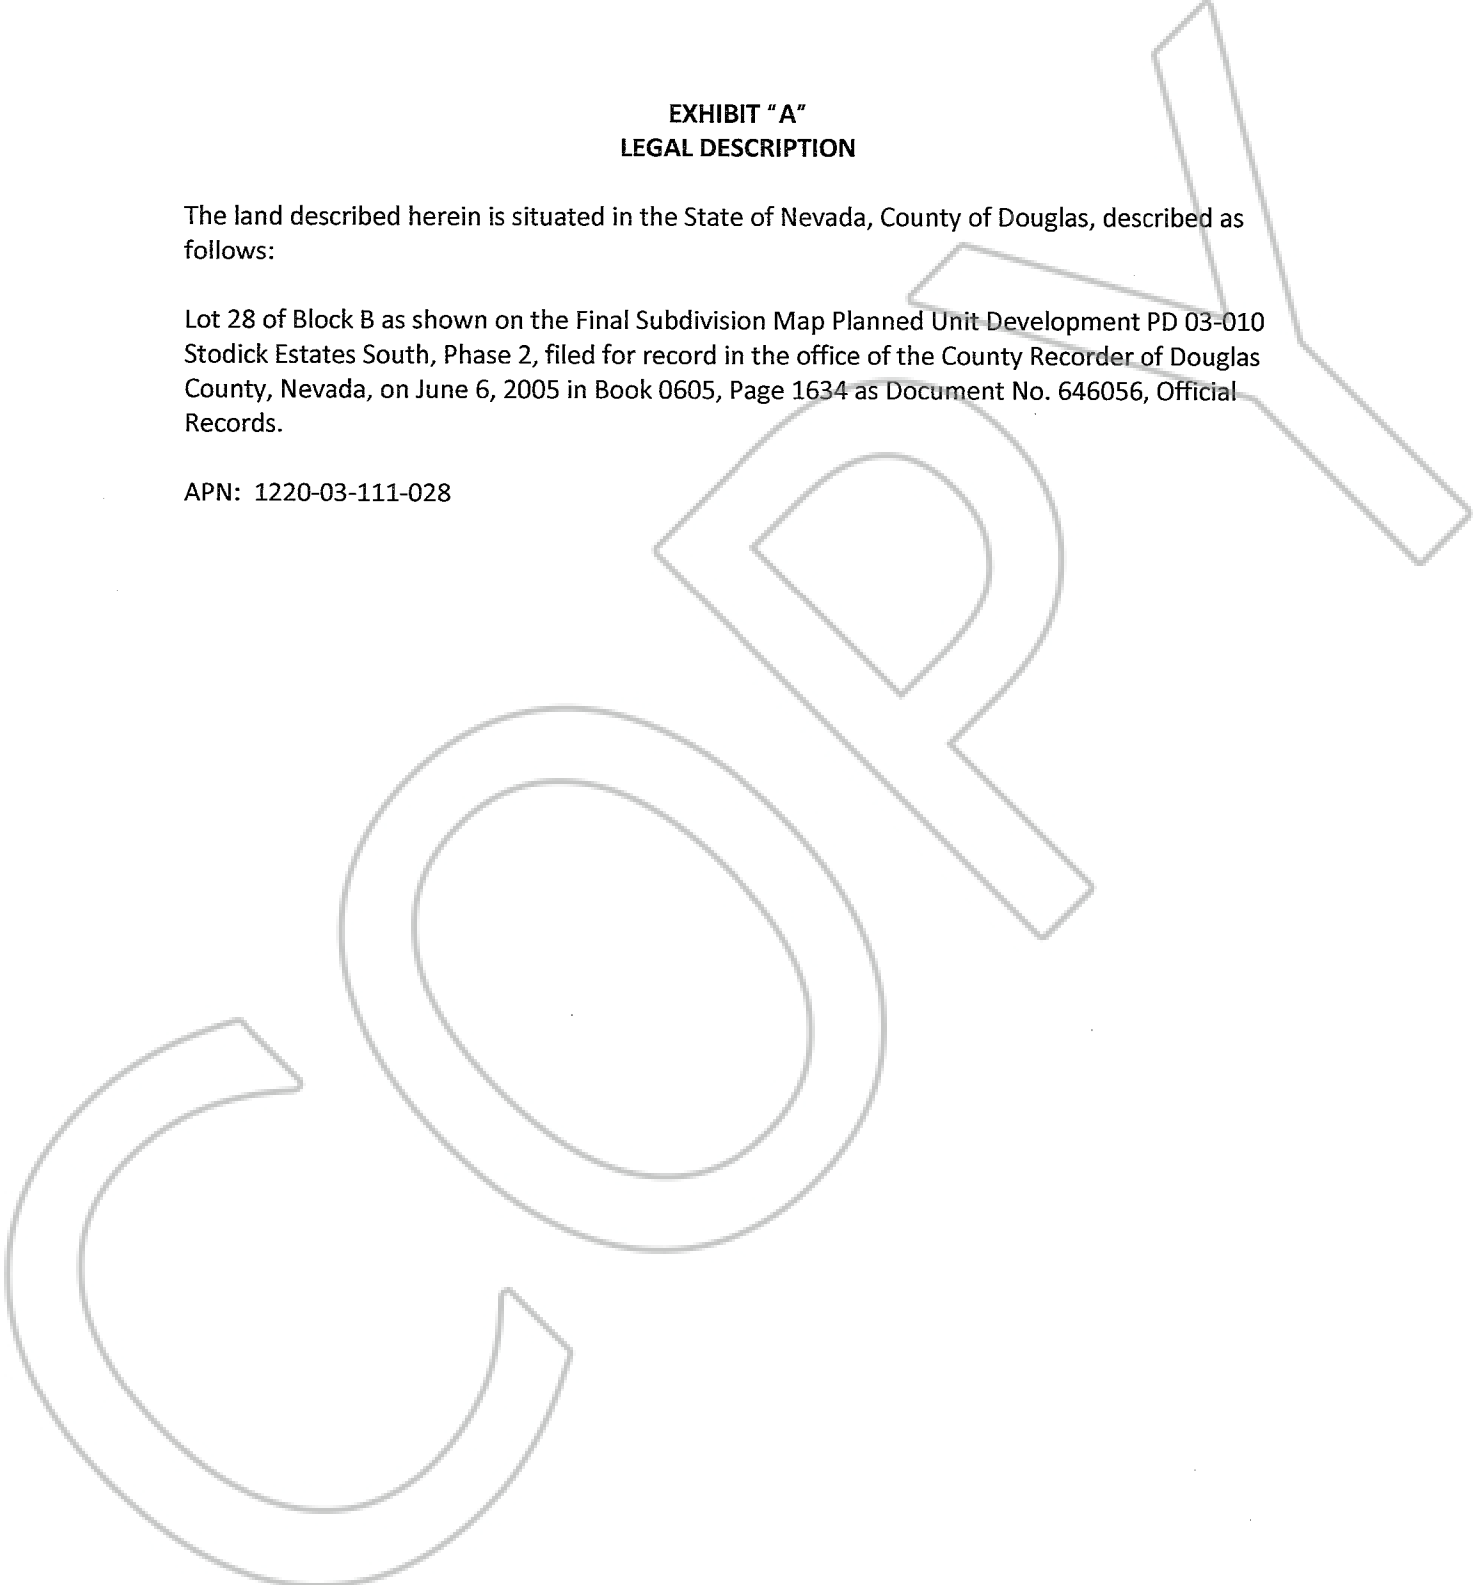 EXHIBIT "A"
LEGAL DESCRIPTION
The land described herein is situated in the State of Nevada, County of Douglas, described as
follows:
Lot 28 of Block B as shown on the Final Subdivision Map Planned Unit Development PD 03-010
Stodick Estates South, Phase 2, filed for record in the office of the County Recorder of Douglas
County, Nevada, on June 6, 2005 in Book 0605, Page 1634 as Document No. 646056, Official
Records.
APN:  1220-03-111-028
COPY